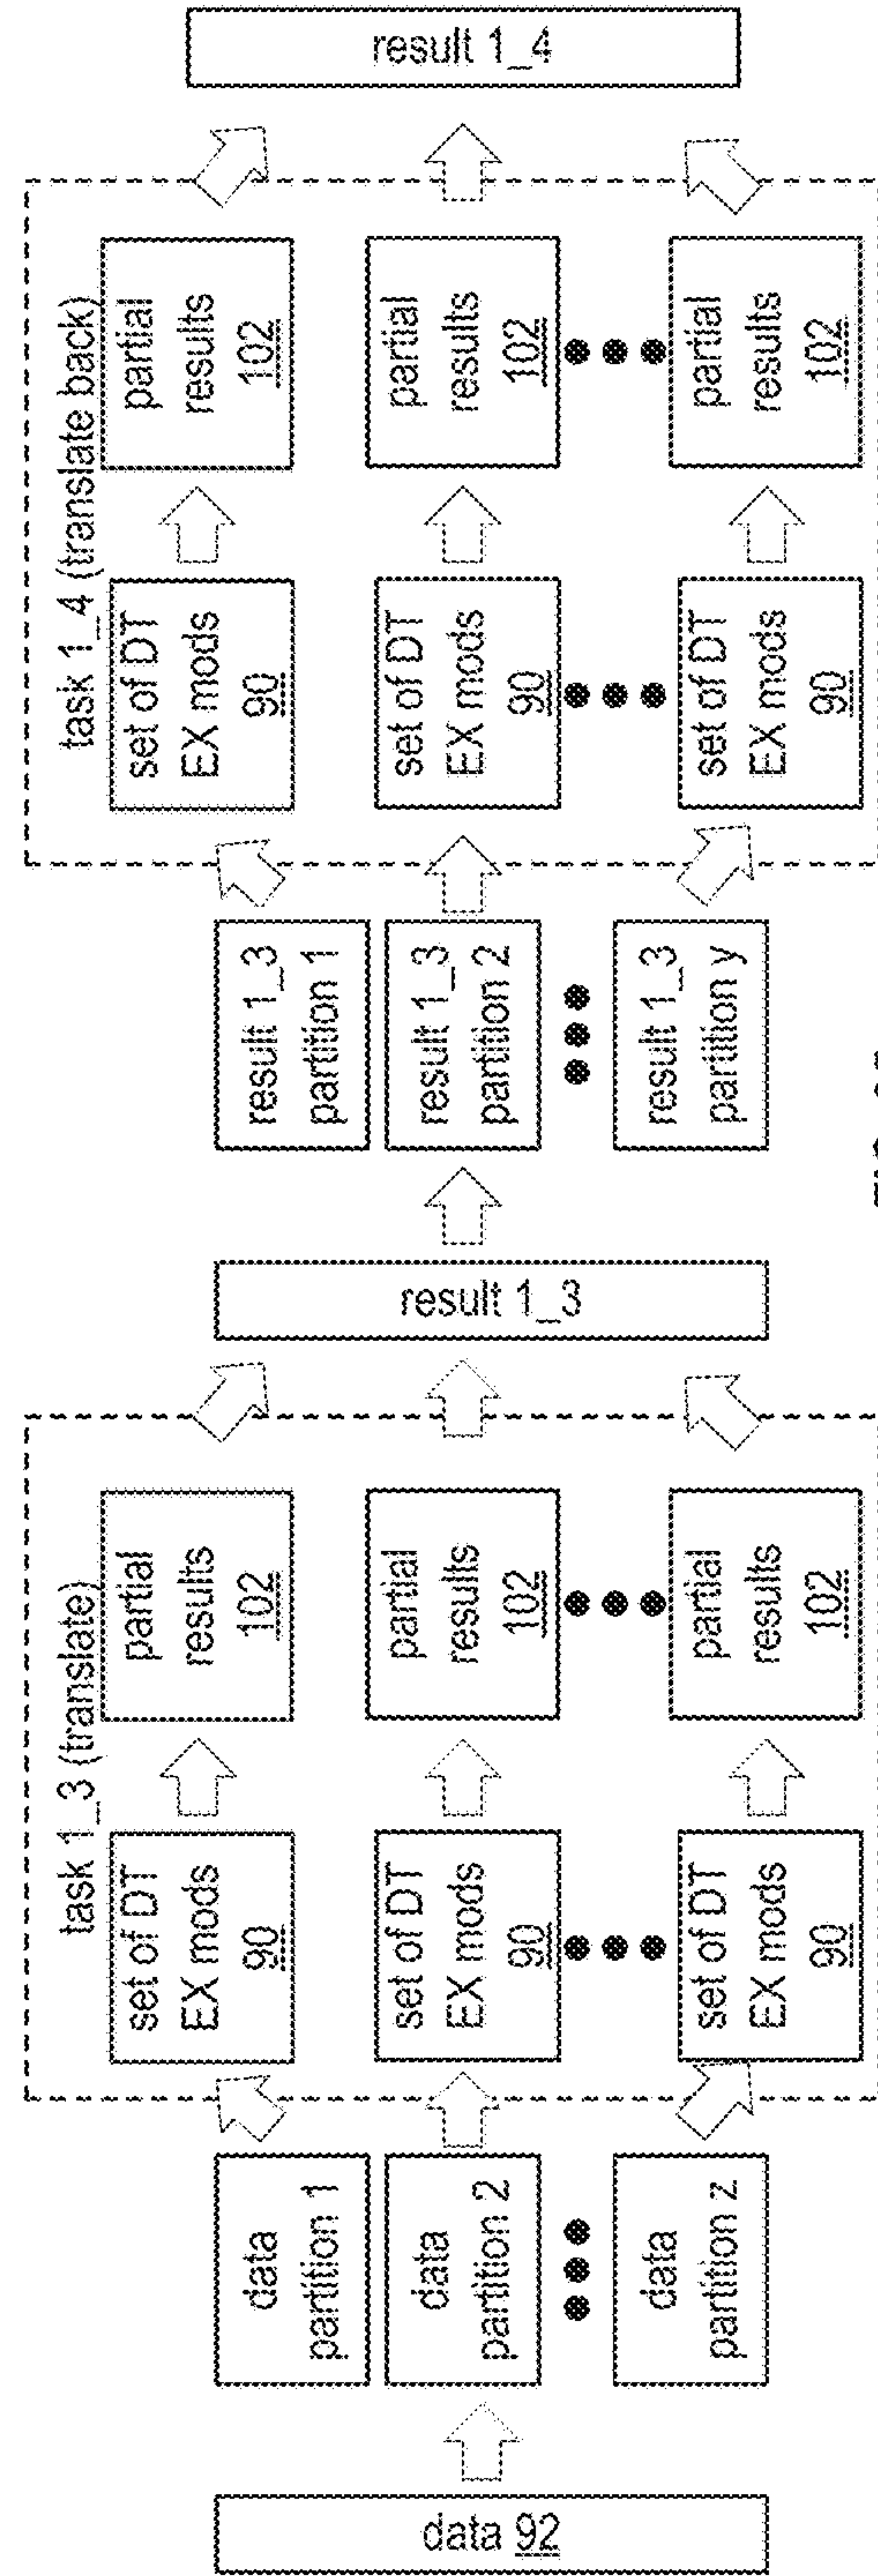 data 92
data
partition 1
data
partition 2
data
partition z
task 1_3 (translate)
set of DT
EX mods
90
set of DT
EX mods
90
set of DT
EX mods
90
partial
results
102
partial
results
102
partial
results
102
result 1_3
result 1_3
partition 1
result 1_3
partition 2
result 1_3
partition y
task 1_4 (translate back)
set of DT
EX mods
90
set of DT
EX mods
90
set of DT
EX mods
90
partial
results
102
partial
results
102
partial
results
102
result 1_4